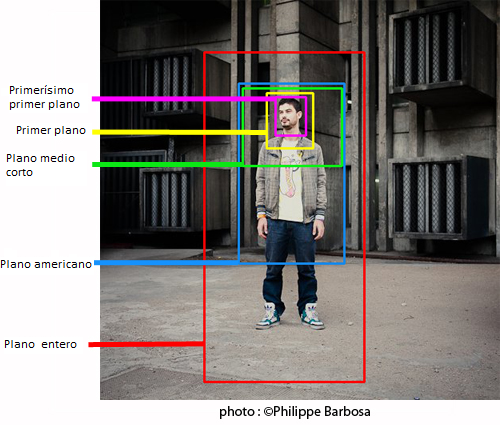 Primerísimo
primer plano
Primer plano
Plano medio
corto
Plano americano
Plano entero
photo : ©Philippe Barbosa